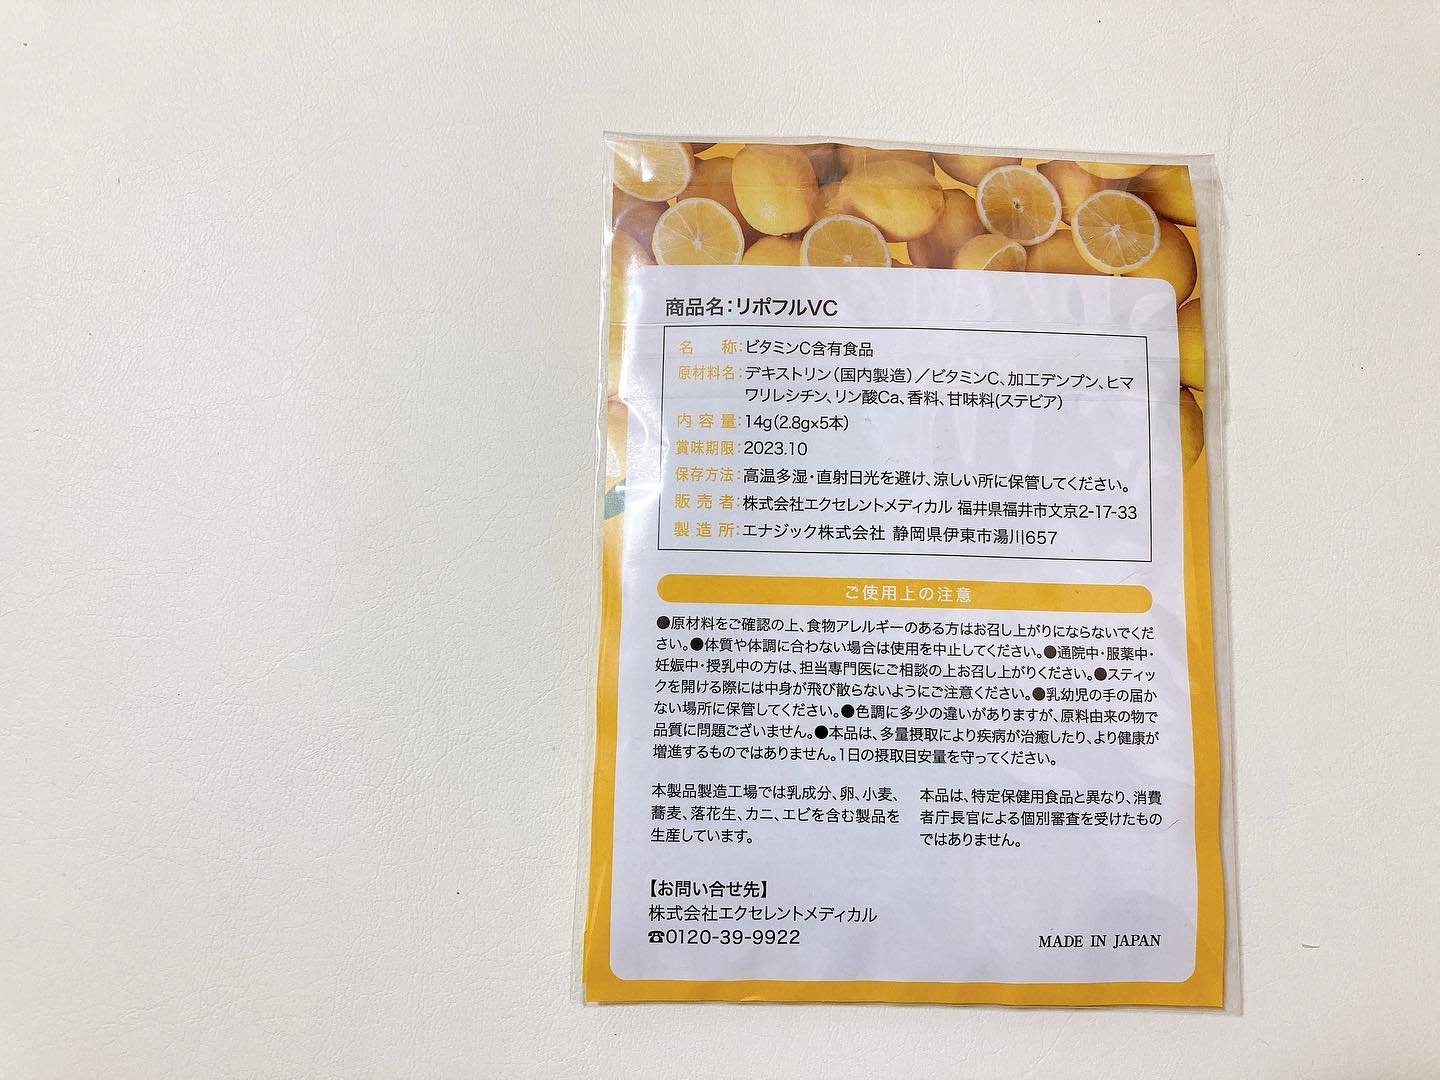 商品名:リポフルVC
名 称:ビタミンC含有食品
原材料名:デキストリン(国内製造)/ビタミンC、加工デンプン、ヒマ
ワリレシチン、リン酸Ca、香料、甘味料(ステビア)
内容量:14g(2.8g×5本)
賞味期限:2023.10
保存方法:高温多湿・直射日光を避け、涼しい所に保管してください。
販売者:株式会社エクセレントメディカル 福井県福井市文京2-17-33
製造所:エナジック株式会社 静岡県伊東市湯川657
ご使用上の注意
●原材料をご確認の上、食物アレルギーのある方はお召し上がりにならないでくだ
さい。●体質や体調に合わない場合は使用を中止してください。●通院中・服薬中・
妊娠中・授乳中の方は、担当専門医にご相談の上お召し上がりください。●スティッ
クを開ける際には中身が飛び散らないようにご注意ください。●乳幼児の手の届か
ない場所に保管してください。●色調に多少の違いがありますが、原料由来の物で
品質に問題ございません。●本品は、多量摂取により疾病が治癒したり、より健康が
増進するものではありません。1日の摂取目安量を守ってください。
本製品製造工場では乳成分、卵、小麦、
蕎麦、落花生、カニ、エビを含む製品を
生産しています。
本品は、特定保健用食品と異なり、消費
者庁長官による個別審査を受けたもの
ではありません。
【お問い合せ先】
株式会社エクセレントメディカル
☎0120-39-9922
MADE IN JAPAN